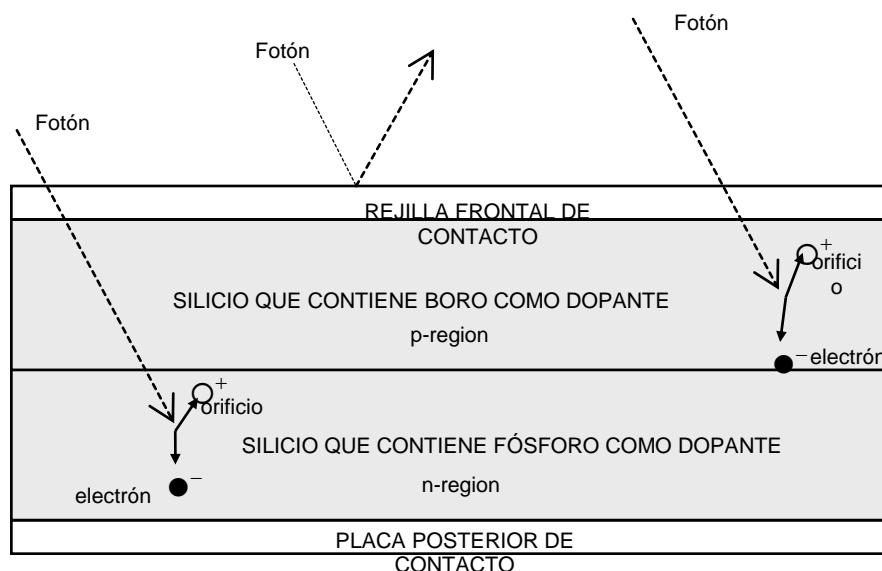 Fotón
Fotón
Fotón
REJILLA FRONTAL DE
CONTACTO
+
orifici
o
SILICIO QUE CONTIENE BORO COMO DOPANTE
p-region
− electrón
+
orificio
SILICIO QUE CONTIENE FÓSFORO COMO DOPANTE
electrón −
n-region
PLACA POSTERIOR DE
CONTACTO